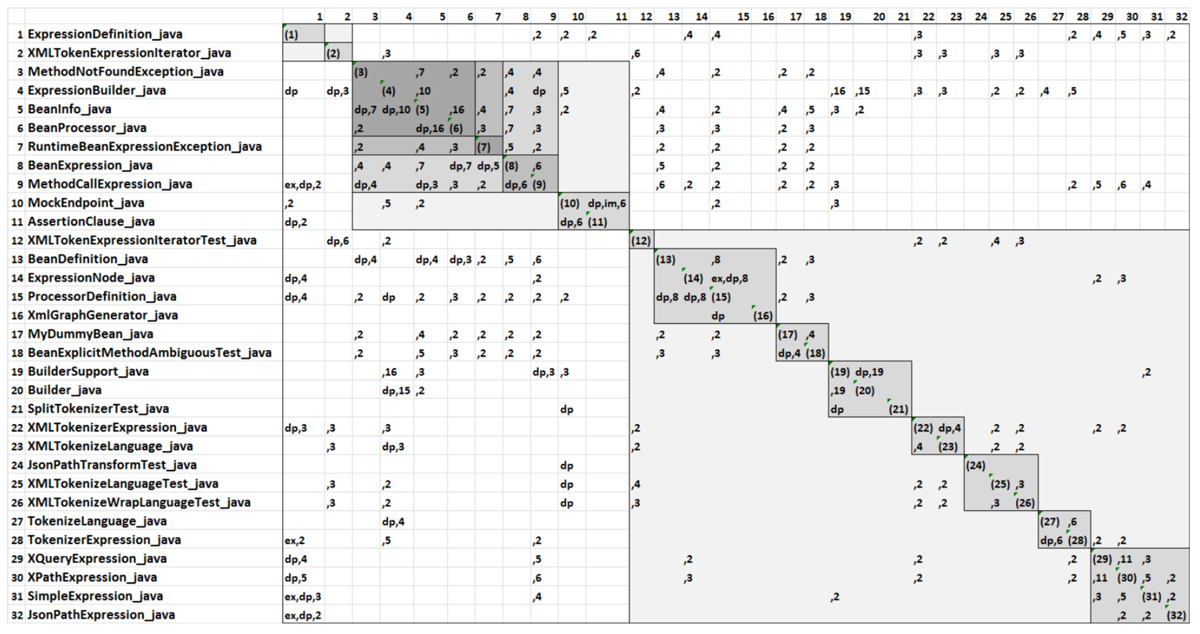 1 2 3 4 5 6 7 8 9 10 11 12 13 14 15 16 17 18 19 20 21 22 23 24 25 26 27 28 29 30 31 32
1 ExpressionDefinition_java (1) ,2 ,2 ,2 ,4 ,4 ,3 ,2 ,4 ,5 ,3 ,2
2 XMLTokenExpressionIterator_java (2) ,3 ,6 ,3 ,3 ,3 ,3
3 MethodNotFoundException_java (3) ,7 ,2 ,2 ,4 ,4 ,4 ,2 ,2 ,2
4 ExpressionBuilder_java dp dp,3 (4) ,10 ,4 dp ,5 ,2 ,16 ,15 ,3 ,3 ,2 ,2 ,4 ,5
5 BeanInfo_java dp,7 dp,10 (5) ,16 ,4 ,7 ,3 ,2 ,4 ,2 ,4 ,5 ,3 ,2
6 BeanProcessor_java ,2 dp,16 (6) ,3 ,7 ,3 ,3 ,3 ,2 ,3
7 RuntimeBeanExpressionException_java ,2 ,4 ,3 (7) ,5 ,2 ,2 ,2 ,2 ,2
8 BeanExpression_java ,4 ,4 ,7 dp,7 dp,5 (8) ,6 ,5 ,2 ,2 ,2
9 MethodCallExpression_java ex,dp,2 dp,4 dp,3 ,3 ,2 dp,6 (9) ,6 ,2 ,2 ,2 ,2 ,3 ,2 ,5 ,6 ,4
10 MockEndpoint_java ,2 ,5 ,2 (10) dp,im,6 ,2 ,3
11 AssertionClause_java dp,2 dp,6 (11)
12 XMLTokenExpressionIteratorTest_java dp,6 ,2 (12) ,2 ,2 ,4 ,3
13 BeanDefinition_java dp,4 dp,4 dp,3 ,2 ,5 ,6 (13) ,8 ,2 ,3
14 ExpressionNode_java dp,4 ,2 (14) ex,dp,8 ,2 ,3
15 ProcessorDefinition_java dp,4 ,2 dp ,2 ,3 ,2 ,2 ,2 ,2 dp,8 dp,8 (15) ,2 ,3
16 XmlGraphGenerator_java dp (16)
17 MyDummyBean_java ,2 ,4 ,2 ,2 ,2 ,2 ,2 ,2 (17) ,4
18 BeanExplicitMethodAmbiguousTest_java ,2 ,5 ,3 ,2 ,2 ,2 ,3 ,3 dp,4 (18)
19 BuilderSupport_java ,16 ,3 dp,3 ,3 (19) dp,19 ,2
20 Builder_java dp,15 ,2 ,19 (20)
21 SplitTokenizerTest_java dp dp (21)
22 XMLTokenizerExpression_java dp,3 ,3 ,3 ,2 (22) dp,4 ,2 ,2 ,2 ,2
23 XMLTokenizeLanguage_java ,3 dp,3 ,2 ,4 (23) ,2 ,2
24 JsonPathTransformTest_java dp (24)
25 XMLTokenizeLanguageTest_java ,3 ,2 dp ,4 ,2 ,2 (25) ,3
26 XMLTokenizeWrapLanguageTest_java ,3 ,2 dp ,3 ,2 ,2 ,3 (26)
27 TokenizeLanguage_java dp,4 (27) ,6
28 TokenizerExpression_java ex,2 ,5 ,2 dp,6 (28) ,2 ,2
29 XQueryExpression_java dp,4 ,5 ,2 ,2 ,2 (29) ,11 ,3
30 XPathExpression_java dp,5 ,6 ,3 ,2 ,2 ,11 (30) ,5 ,2
31 SimpleExpression_java ex,dp,3 ,4 ,2 ,3 ,5 (31) ,2
32 JsonPathExpression_java ex,dp,2 ,2 ,2 (32)